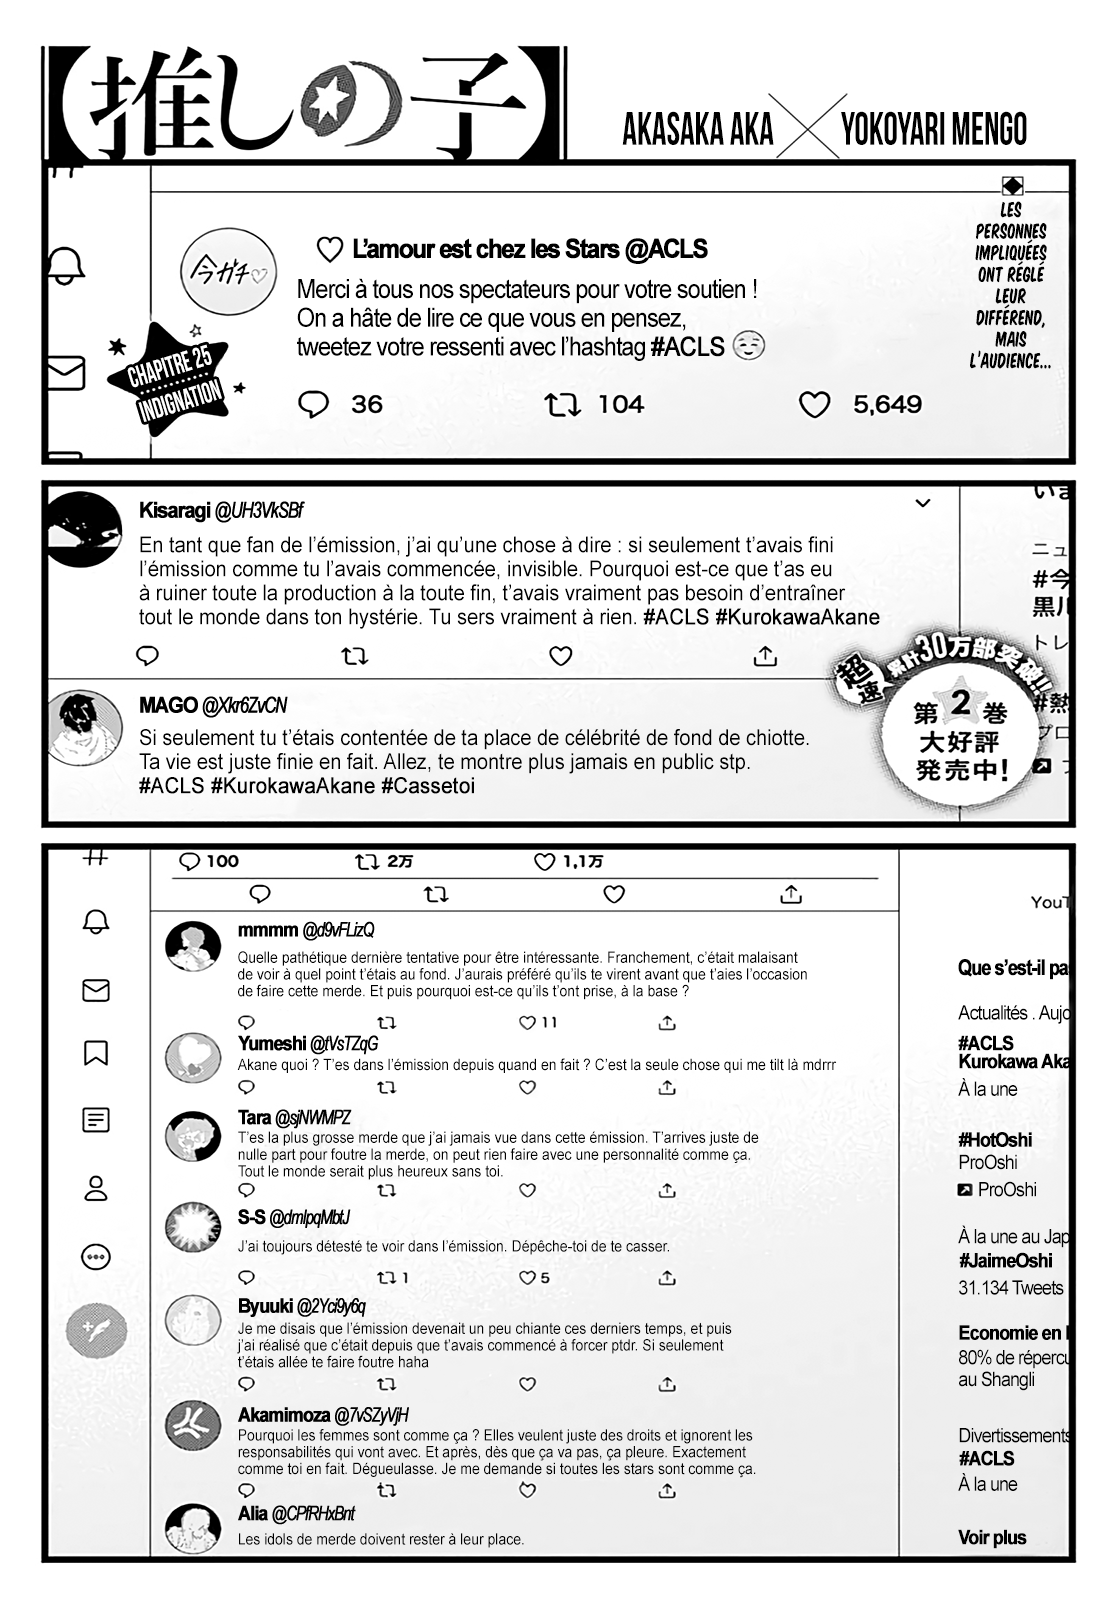 【推しの子】
AKASAKA AKA × YOKOYARI MENGO
LES
PERSONNES
IMPLIQUÉES
ONT RÉGLÉ
LEUR
DIFFÉREND,
MAIS
L'AUDIENCE...
今ガチ♡
♡ L'amour est chez les Stars @ACLS
Merci à tous nos spectateurs pour votre soutien !
On a hâte de lire ce que vous en pensez,
tweetez votre ressenti avec l'hashtag #ACLS
CHAPITRE 25
INDIGNATION
36 104 5,649
Kisaragi @UH3VkSBf
En tant que fan de l'émission, j'ai qu'une chose à dire : si seulement t'avais fini
l'émission comme tu l'avais commencée, invisible. Pourquoi est-ce que t'as eu
à ruiner toute la production à la toute fin, t'avais vraiment pas besoin d'entraîner
tout le monde dans ton hystérie. Tu sers vraiment à rien. #ACLS #KurokawaAkane
MAGO @Xkr6ZvCN
Si seulement tu t'étais contentée de ta place de célébrité de fond de chiotte.
Ta vie est juste finie en fait. Allez, te montre plus jamais en public stp.
#ACLS #KurokawaAkane #Cassetoi
ニュ
#今
黒川
トレ
#熱
プロ
超速
累計30万部突破!!
第2巻
大好評
発売中!
100 2万 1,1万
mmmm @d9vFLizQ
Quelle pathétique dernière tentative pour être intéressante. Franchement, c'était malaisant
de voir à quel point t'étais au fond. J'aurais préféré qu'ils te virent avant que t'aies l'occasion
de faire cette merde. Et puis pourquoi est-ce qu'ils t'ont prise, à la base ?
11
Yumeshi @fVsTZqG
Akane quoi ? T'es dans l'émission depuis quand en fait ? C'est la seule chose qui me tilt là mdrrr
Tara @sjNWMPZ
T'es la plus grosse merde que j'ai jamais vue dans cette émission. T'arrives juste de
nulle part pour foutre la merde, on peut rien faire avec une personnalité comme ça.
Tout le monde serait plus heureux sans toi.
S-S @dmlpqMbtJ
J'ai toujours détesté te voir dans l'émission. Dépêche-toi de te casser.
1 5
Byuuki @2Yci9y6q
Je me disais que l'émission devenait un peu chiante ces derniers temps, et puis
j'ai réalisé que c'était depuis que t'avais commencé à forcer ptdr. Si seulement
t'étais allée te faire foutre haha
Akamimoza @7vSZyVjH
Pourquoi les femmes sont comme ça ? Elles veulent juste des droits et ignorent les
responsabilités qui vont avec. Et après, dès que ça va pas, ça pleure. Exactement
comme toi en fait. Dégueulasse. Je me demande si toutes les stars sont comme ça.
Alia @CPfRHxBnt
Les idols de merde doivent rester à leur place.
YouT
Que s'est-il pa
Actualités . Aujo
#ACLS
Kurokawa Aka
À la une
#HotOshi
ProOshi
ProOshi
À la une au Jap
#JaimeOshi
31.134 Tweets
Economie en
80% de répercu
au Shangli
Divertissements
#ACLS
À la une
Voir plus